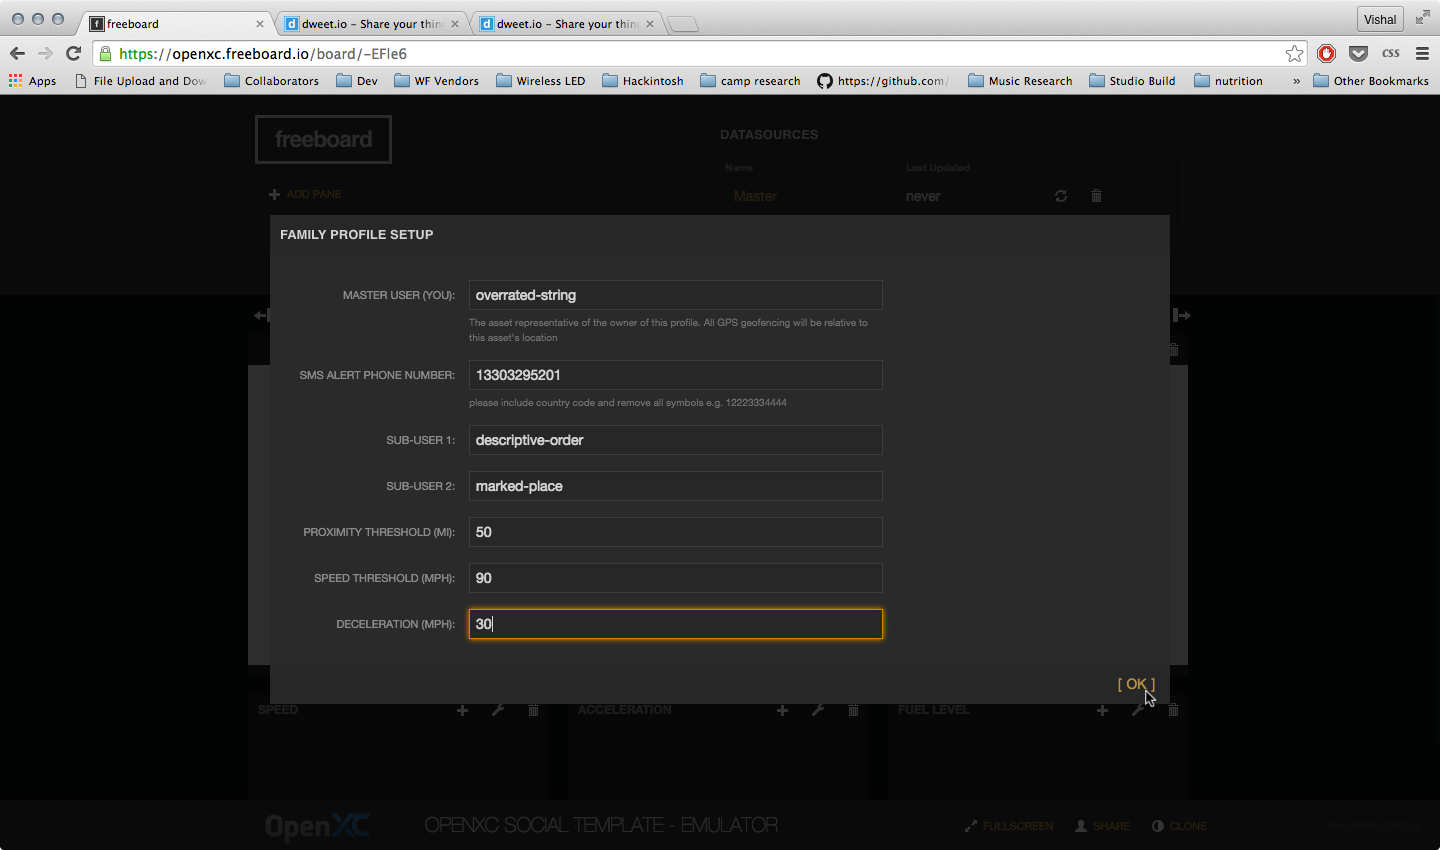 freeboard
dweet.io - Share your thin
dweet.io - Share your thin
Vishal
https://openxc.freeboard.io/board/-EFle6
css
Apps
File Upload and Dow
Collaborators
Dev
WF Vendors
Wireless LED
Hackintosh
camp research
https://github.com/
Music Research
Studio Build
nutrition
»
Other Bookmarks
freeboard
DATASOURCES
Name
Last Updated
ADD PANE
Master
never
FAMILY PROFILE SETUP
MASTER USER (YOU):
overrated-string
The asset representative of the owner of this profile. All GPS geofencing will be relative to
this asset's location
SMS ALERT PHONE NUMBER:
13303295201
please include country code and remove all symbols e.g. 12223334444
SUB-USER 1:
descriptive-order
SUB-USER 2:
marked-place
PROXIMITY THRESHOLD (MI):
50
SPEED THRESHOLD (MPH):
90
DECELERATION (MPH):
30
[ OK ]
SPEED
ACCELERATION
FUEL LEVEL
OpenXC
OPENXC SOCIAL TEMPLATE - EMULATOR
FULLSCREEN
SHARE
CLONE